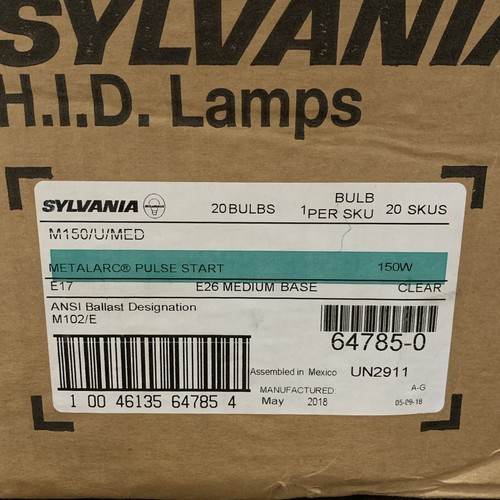 SYLVANIA
H.I.D. Lamps
SYLVANIA 20 BULBS 1 BULB PER SKU 20 SKUS
M150/U/MED
METALARC® PULSE START 150W
E17 E26 MEDIUM BASE CLEAR
ANSI Ballast Designation
M102/E
64785-0
Assembled in Mexico UN2911
MANUFACTURED: A-G
1 00 46135 64785 4 May 2018 05-09-18